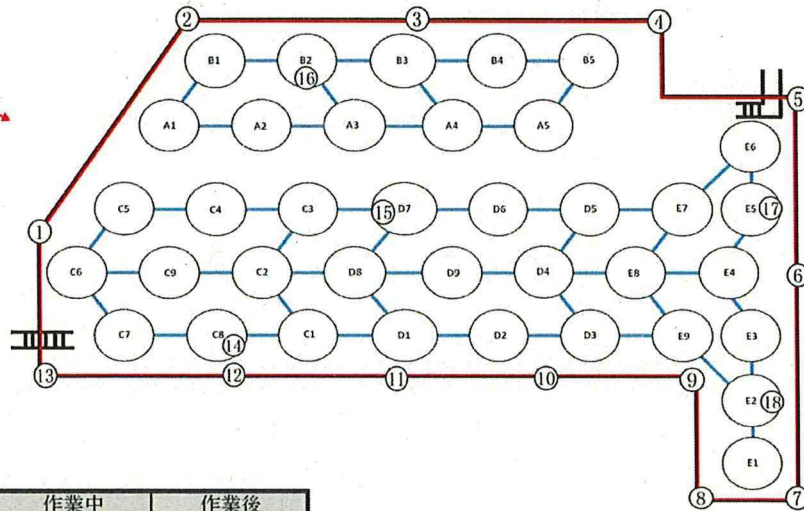 ② ③ ④
B1 B2 B3 B4 B5
⑯
⑤
A1 A2 A3 A4 A5
E6
C5 C4 C3 ⑮ D7 D6 D5 E7 E5 ⑰
①
C6 C9 C2 D8 D9 D4 E8 E4 ⑥
C7 C8 ⑭ C1 D1 D2 D3 E9 E3
⑬ ⑫ ⑪ ⑩ ⑨
E2 ⑱
E1
⑧ ⑦
作業中 作業後